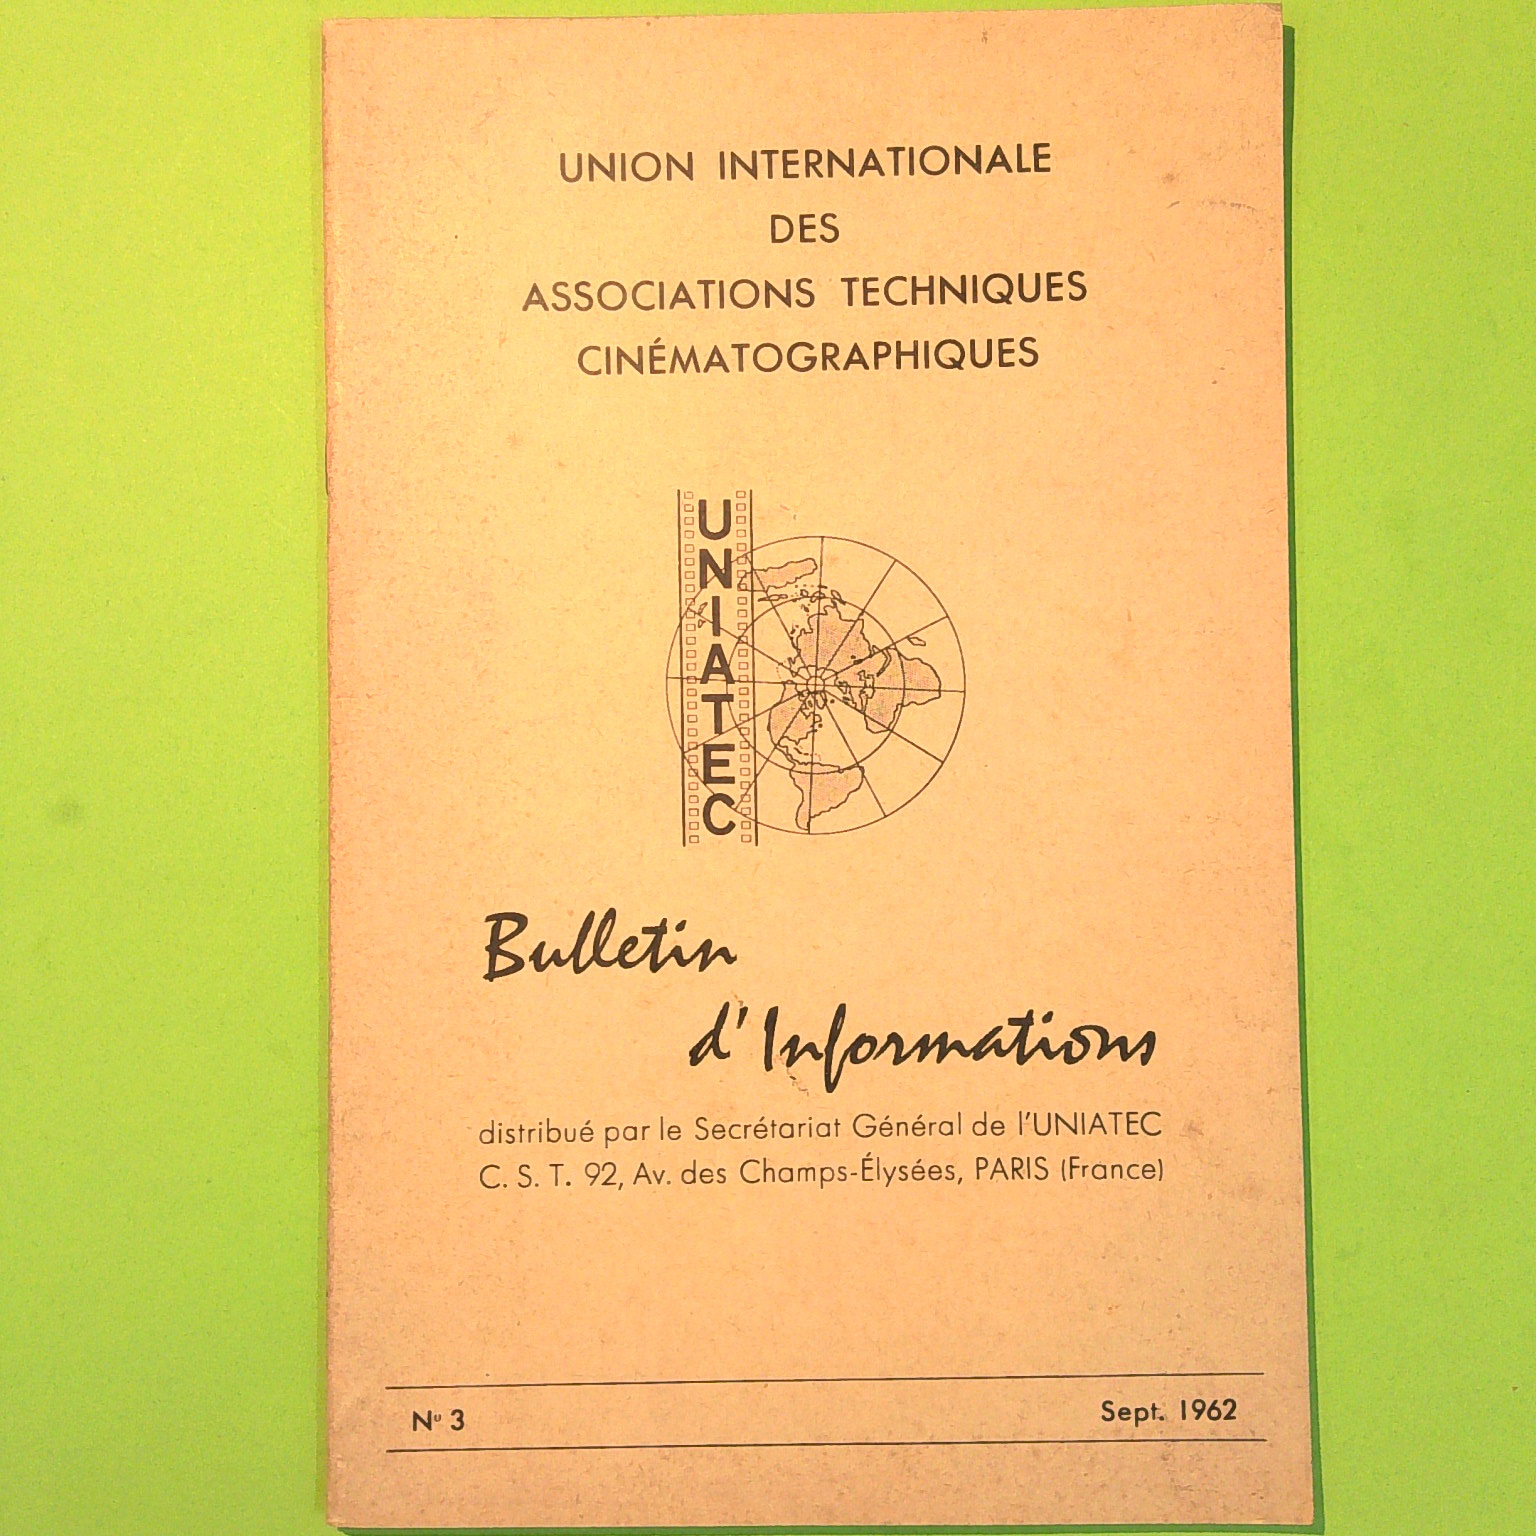 UNION INTERNATIONALE
DES
ASSOCIATIONS TECHNIQUES
CINÉMATOGRAPHIQUES
UNIATEC
Bulletin
d'Informations
distribué par le Secrétariat Général de l'UNIATEC
C. S. T. 92, Av. des Champs-Élysées, PARIS (France)
Nº 3
Sept. 1962